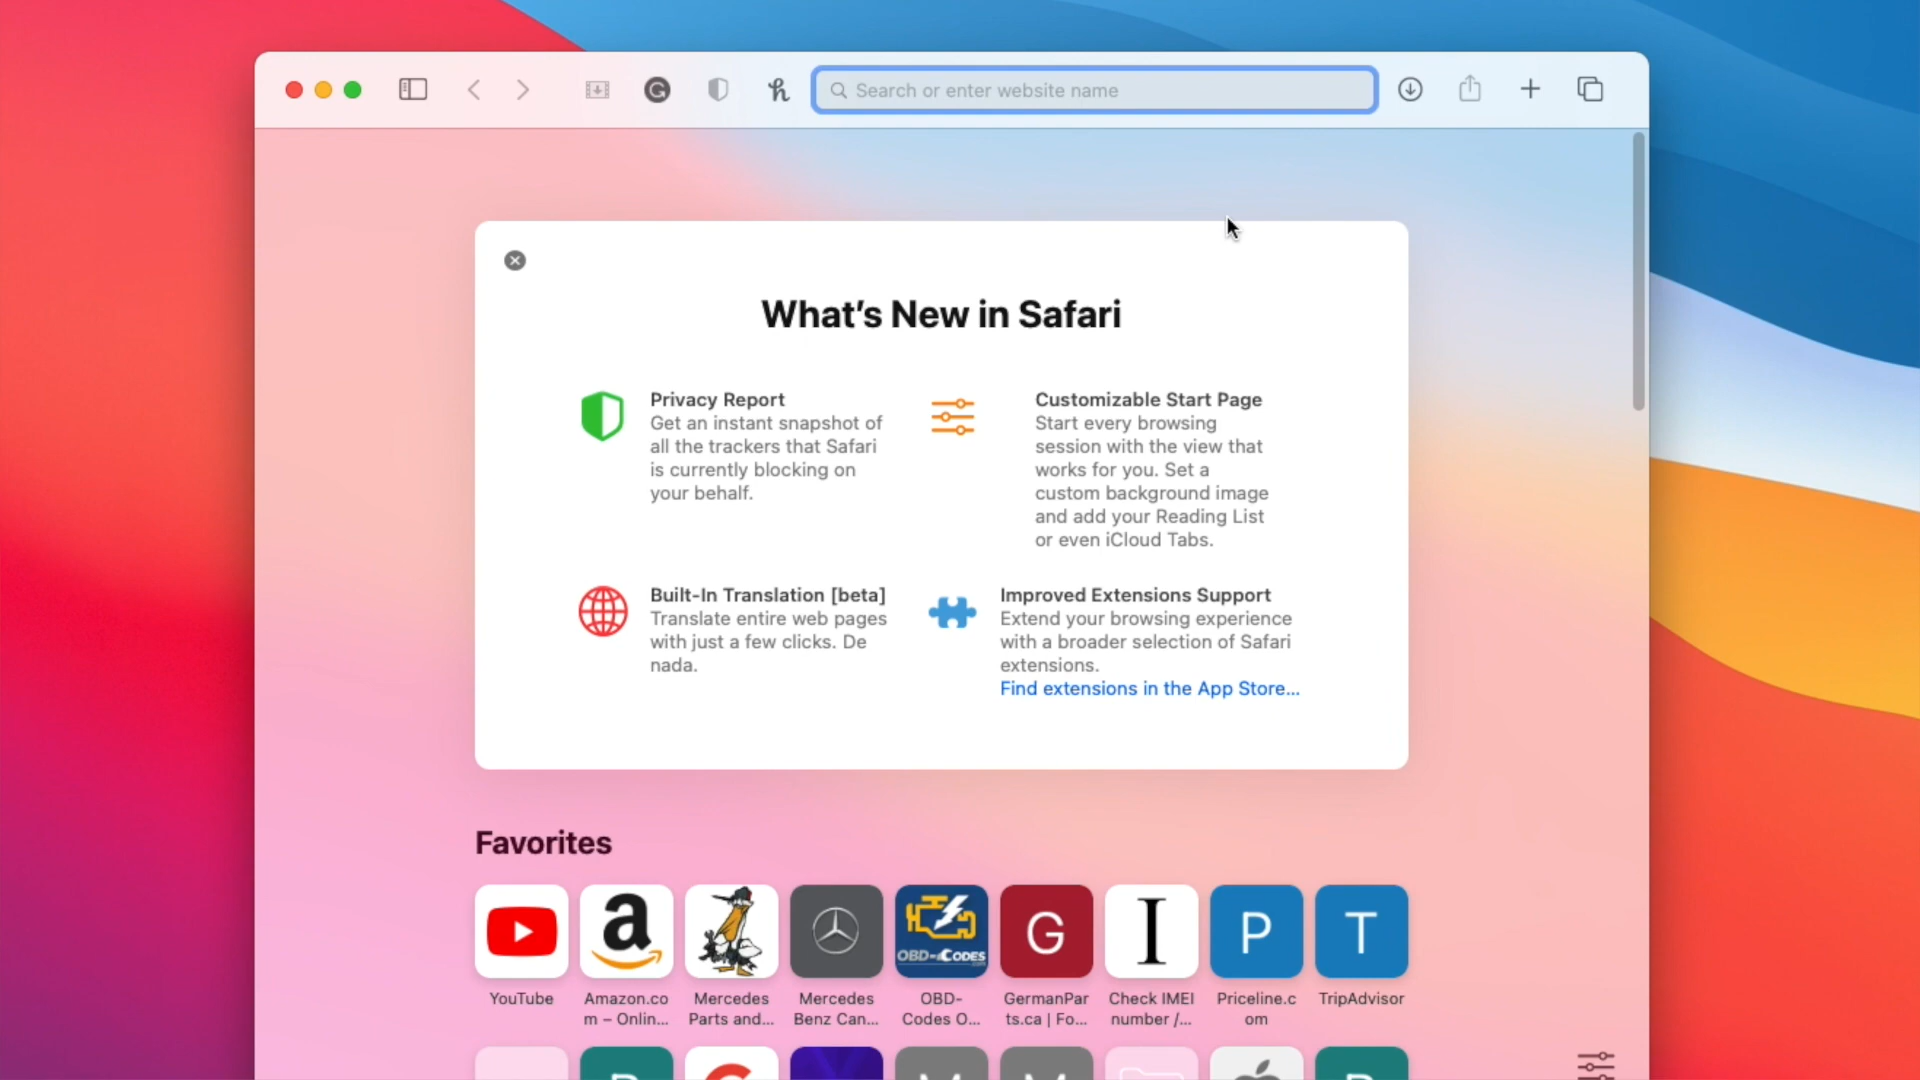 Search or enter website name
What's New in Safari
Privacy Report
Get an instant snapshot of
all the trackers that Safari
is currently blocking on
your behalf.
Customizable Start Page
Start every browsing
session with the view that
works for you. Set a
custom background image
and add your Reading List
or even iCloud Tabs.
Built-In Translation [beta]
Translate entire web pages
with just a few clicks. De
nada.
Improved Extensions Support
Extend your browsing experience
with a broader selection of Safari
extensions.
Find extensions in the App Store...
Favorites
a
OBD-CODES
G
I
P
T
YouTube
Amazon.co
m – Onlin...
Mercedes
Parts and...
Mercedes
Benz Can...
OBD-
Codes O...
GermanPar
ts.ca | Fo...
Check IMEI
number /...
Priceline.c
om
TripAdvisor